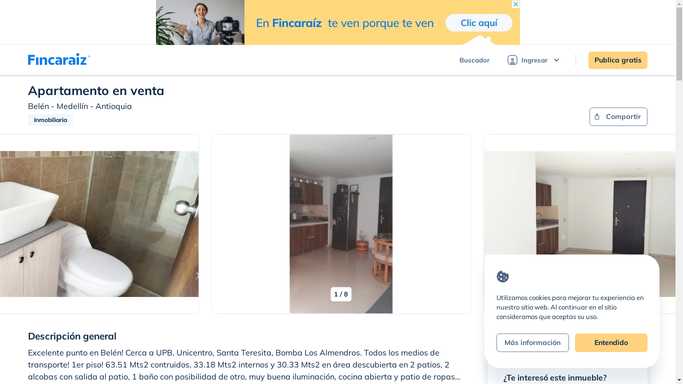 En Fincaraíz te ven porque te ven
Clic aquí
Fincaraíz
Buscador
Ingresar
Publica gratis
Apartamento en venta
Belén - Medellín - Antioquia
Inmobiliaria
Compartir
1 / 8
Utilizamos cookies para mejorar tu experiencia en
nuestro sitio web. Al continuar en el sitio
consideramos que aceptas su uso.
Más información
Entendido
Descripción general
Excelente punto en Belén! Cerca a UPB, Unicentro, Santa Teresita, Bomba Los Almendros. Todos los medios de
transporte! 1er piso! 63.51 Mts2 contruidos, 33.18 Mts2 internos y 30.33 Mts2 en área descubierta en 2 patios, 2
alcobas con salida al patio, 1 baño con posibilidad de otro, muy buena iluminación, cocina abierta y patio de ropas...
¿Te interesó este inmueble?